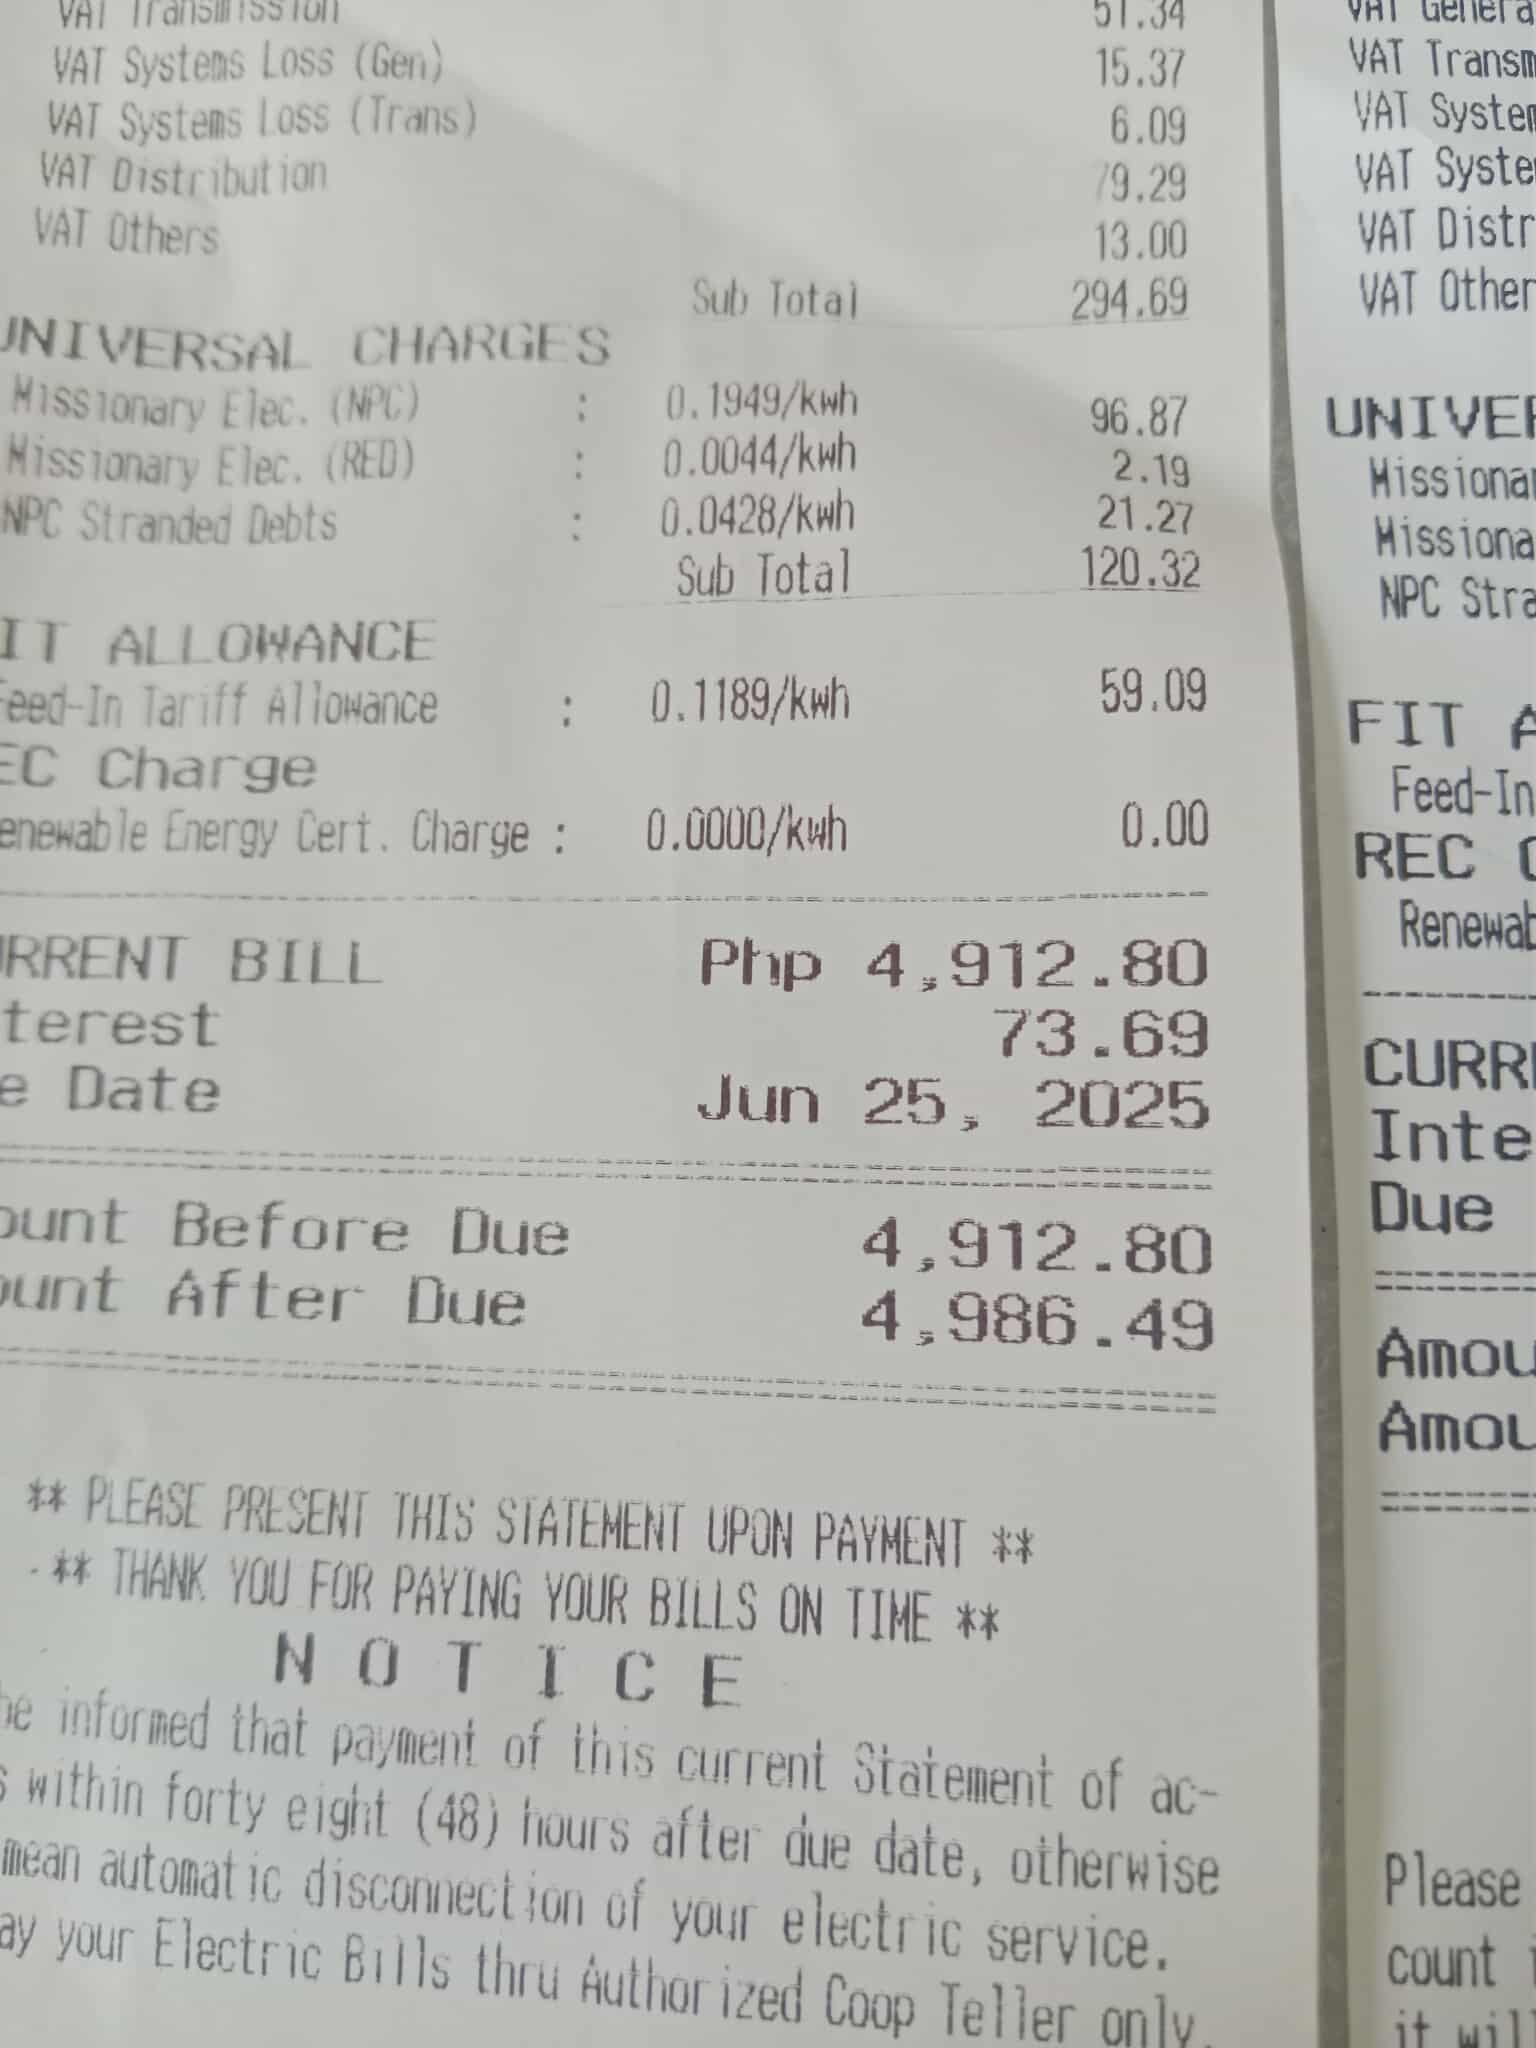 VAT Transmission 51.34
VAT Systems Loss (Gen) 15.37
VAT Systems Loss (Trans) 6.09
VAT Distribution 79.29
VAT Others 13.00
Sub Total 294.69
UNIVERSAL CHARGES
Missionary Elec. (NPC) : 0.1949/kwh 96.87
Missionary Elec. (RED) : 0.0044/kwh 2.19
NPC Stranded Debts : 0.0428/kwh 21.27
Sub Total 120.32
IT ALLOWANCE
Feed-In Tariff Allowance : 0.1189/kwh 59.09
EC Charge
enewable Energy Cert. Charge : 0.0000/kwh 0.00
URRENT BILL Php 4,912.80
terest 73.69
e Date Jun 25, 2025
ount Before Due 4,912.80
ount After Due 4,986.49
** PLEASE PRESENT THIS STATEMENT UPON PAYMENT **
** THANK YOU FOR PAYING YOUR BILLS ON TIME **
N O T I C E
be informed that payment of this current Statement of ac-
s within forty eight (48) hours after due date, otherwise
mean automatic disconnection of your electric service.
ay your Electric Bills thru Authorized Coop Teller only.
VAT Genera
VAT Transm
VAT System
VAT System
VAT Distr
VAT Other
UNIVER
Missionar
Missiona
NPC Stra
FIT A
Feed-In
REC C
Renewab
CURRE
Inte
Due
Amou
Amou
Please
count i
it will